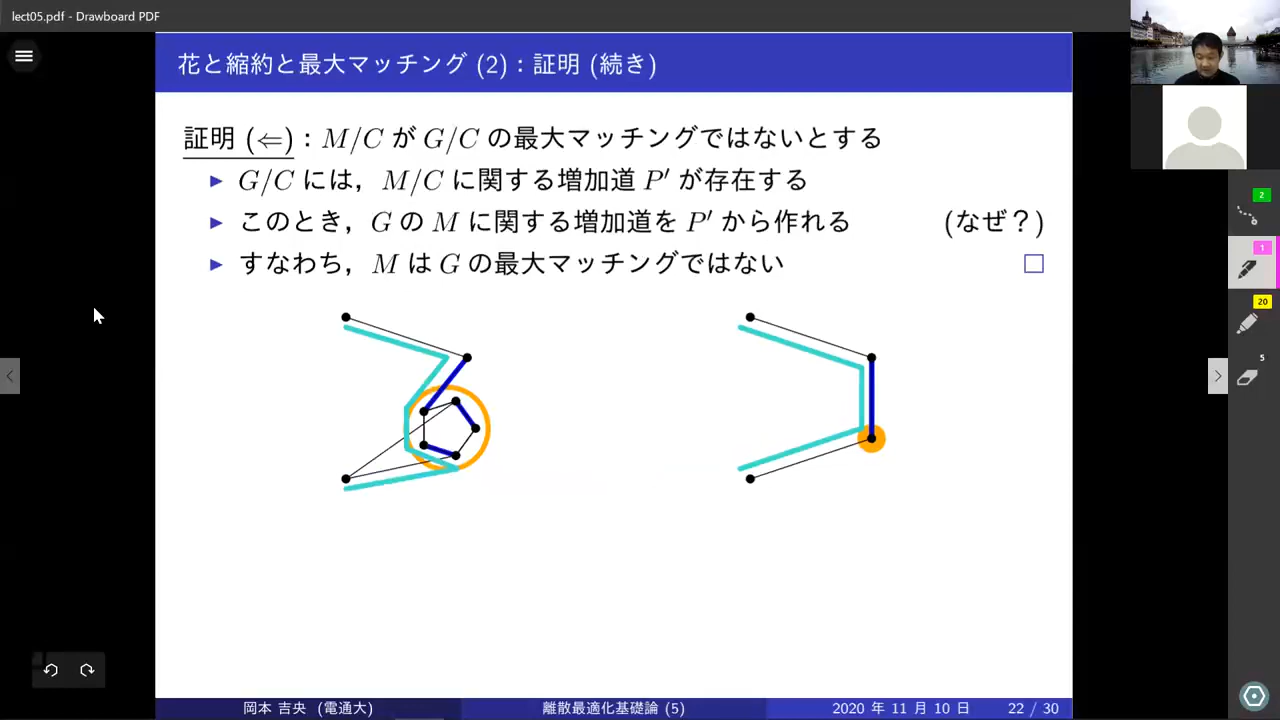 lect05.pdf - Drawboard PDF
花と縮約と最大マッチング (2):証明 (続き)
証明 (⇐):M/C が G/C の最大マッチングではないとする
▶ G/C には,M/C に関する増加道 P′ が存在する
▶ このとき,G の M に関する増加道を P′ から作れる (なぜ?)
▶ すなわち,M は G の最大マッチングではない □
2
1
20
5
岡本 吉央 (電通大) 離散最適化基礎論 (5) 2020 年 11 月 10 日 22 / 30